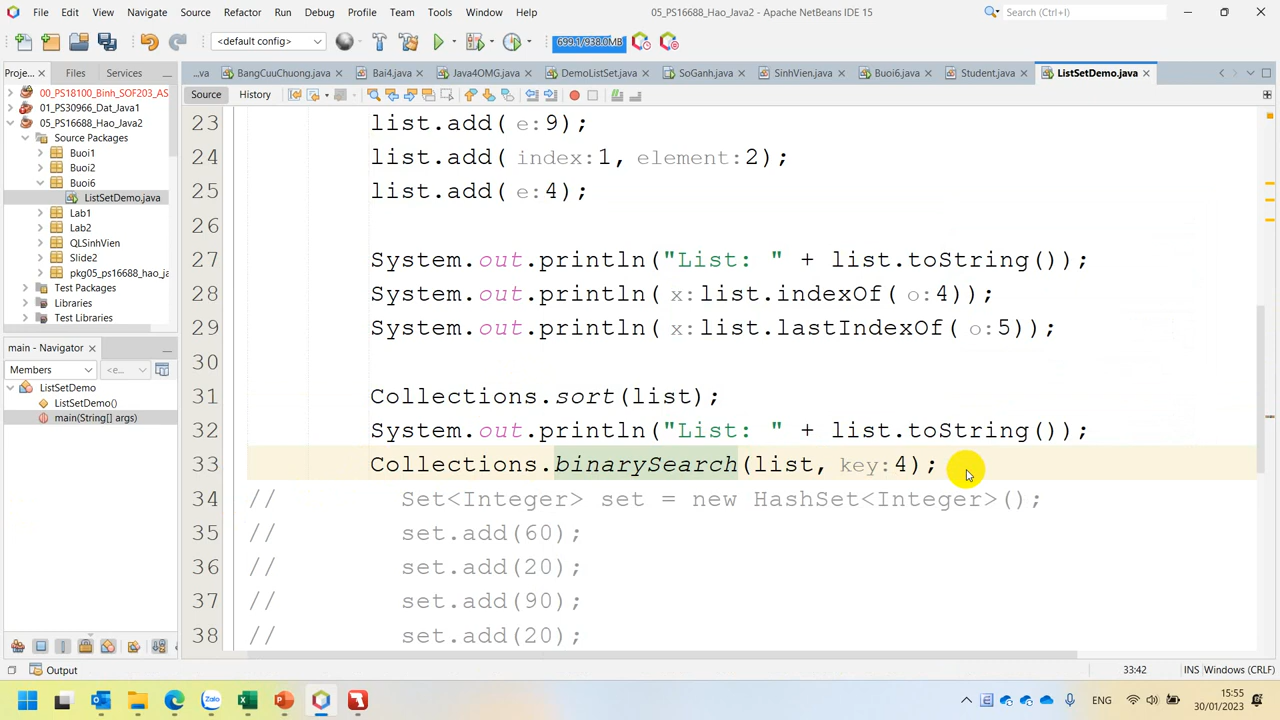 File Edit View Navigate Source Refactor Run Debug Profile Team Tools Window Help
05_PS16688_Hao_Java2 - Apache NetBeans IDE 15
Search (Ctrl+I)
<default config>
699.1/938.0MB
Proje... Files Services
...va BangCuuChuong.java Bai4.java Java4OMG.java DemoListSet.java SoGanh.java SinhVien.java Buoi6.java Student.java ListSetDemo.java
Source History
00_PS18100_Binh_SOF203_AS
01_PS30966_Dat_Java1
05_PS16688_Hao_Java2
Source Packages
Buoi1
Buoi2
Buoi6
ListSetDemo.java
Lab1
Lab2
QLSinhVien
Slide2
pkg05_ps16688_hao_ja
Test Packages
Libraries
Test Libraries
main - Navigator
Members <e...
ListSetDemo
ListSetDemo()
main(String[] args)
23 list.add( e:9);
24 list.add( index:1, element:2);
25 list.add( e:4);
26
27 System.out.println("List: " + list.toString());
28 System.out.println( x:list.indexOf( o:4));
29 System.out.println( x:list.lastIndexOf( o:5));
30
31 Collections.sort(list);
32 System.out.println("List: " + list.toString());
33 Collections.binarySearch(list, key:4);
34 // Set<Integer> set = new HashSet<Integer>();
35 // set.add(60);
36 // set.add(20);
37 // set.add(90);
38 // set.add(20);
Output
33:42 INS Windows (CRLF)
Zalo
ENG
15:55
30/01/2023